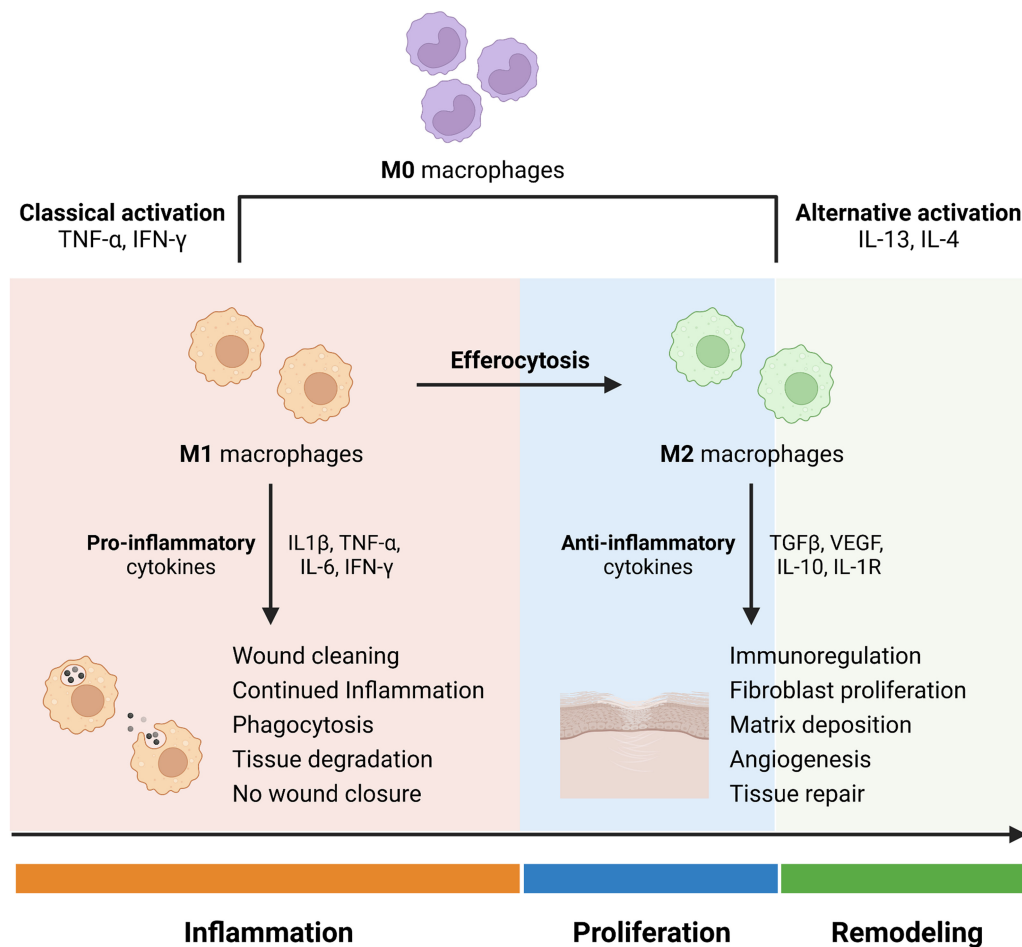 M0 macrophages
Classical activation
TNF-α, IFN-γ
Alternative activation
IL-13, IL-4
Efferocytosis
M1 macrophages
M2 macrophages
Pro-inflammatory
cytokines
IL1β, TNF-α,
IL-6, IFN-γ
Anti-inflammatory
cytokines
TGFβ, VEGF,
IL-10, IL-1R
Wound cleaning
Continued Inflammation
Phagocytosis
Tissue degradation
No wound closure
Immunoregulation
Fibroblast proliferation
Matrix deposition
Angiogenesis
Tissue repair
Inflammation
Proliferation
Remodeling